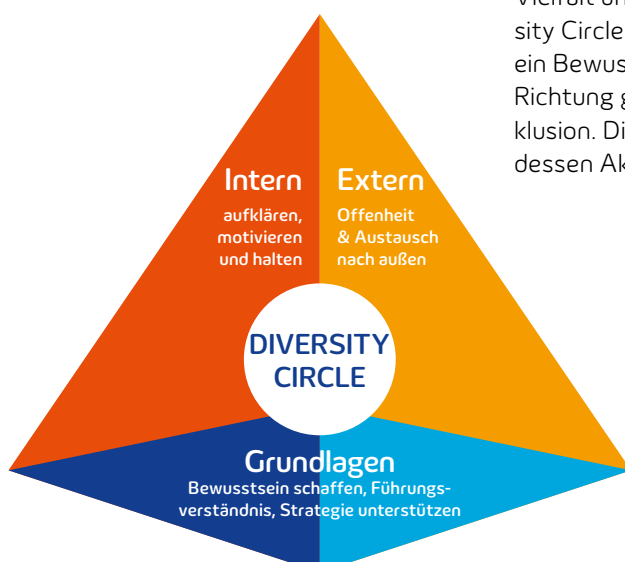 sity Circle
ein Bewus
Richtung g
klusion. Di
dessen Ak
Intern
aufklären,
motivieren
und halten
Extern
Offenheit
& Austausch
nach außen
DIVERSITY
CIRCLE
Grundlagen
Bewusstsein schaffen, Führungs-
verständnis, Strategie unterstützen